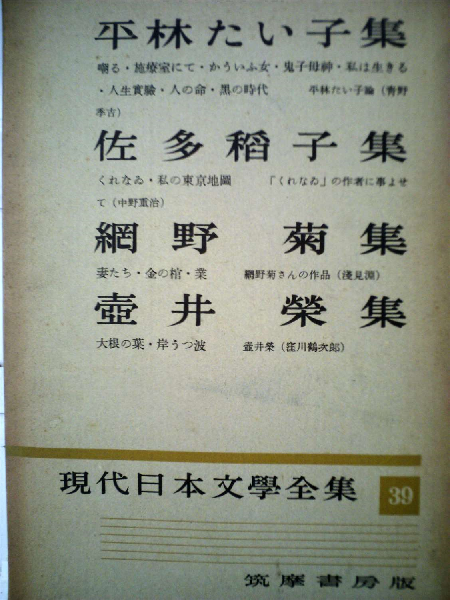 平林たい子集
嘲る・施療室にて・かういふ女・鬼子母神・私は生きる
・人生實驗・人の命・黒の時代　平林たい子論（靑野
季吉）
佐多稻子集
くれなゐ・私の東京地圖　「くれなゐ」の作者に事よせ
て（中野重治）
網野　菊集
妻たち・金の棺・業　網野菊さんの作品（淺見淵）
壺井　榮集
大根の葉・岸うつ波　壺井榮（窪川鶴次郎）
現代日本文學全集 39
筑摩書房版